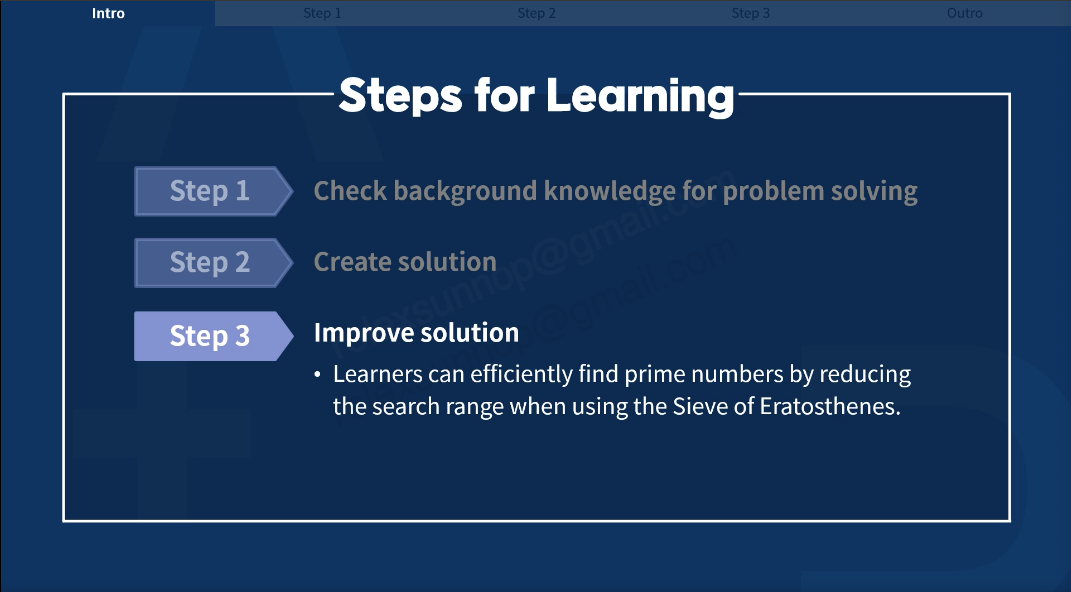 Intro
Step 1
Step 2
Step 3
Outro
Steps for Learning
Step 1
Check background knowledge for problem solving
Step 2
Create solution
Step 3
Improve solution
• Learners can efficiently find prime numbers by reducing
the search range when using the Sieve of Eratosthenes.